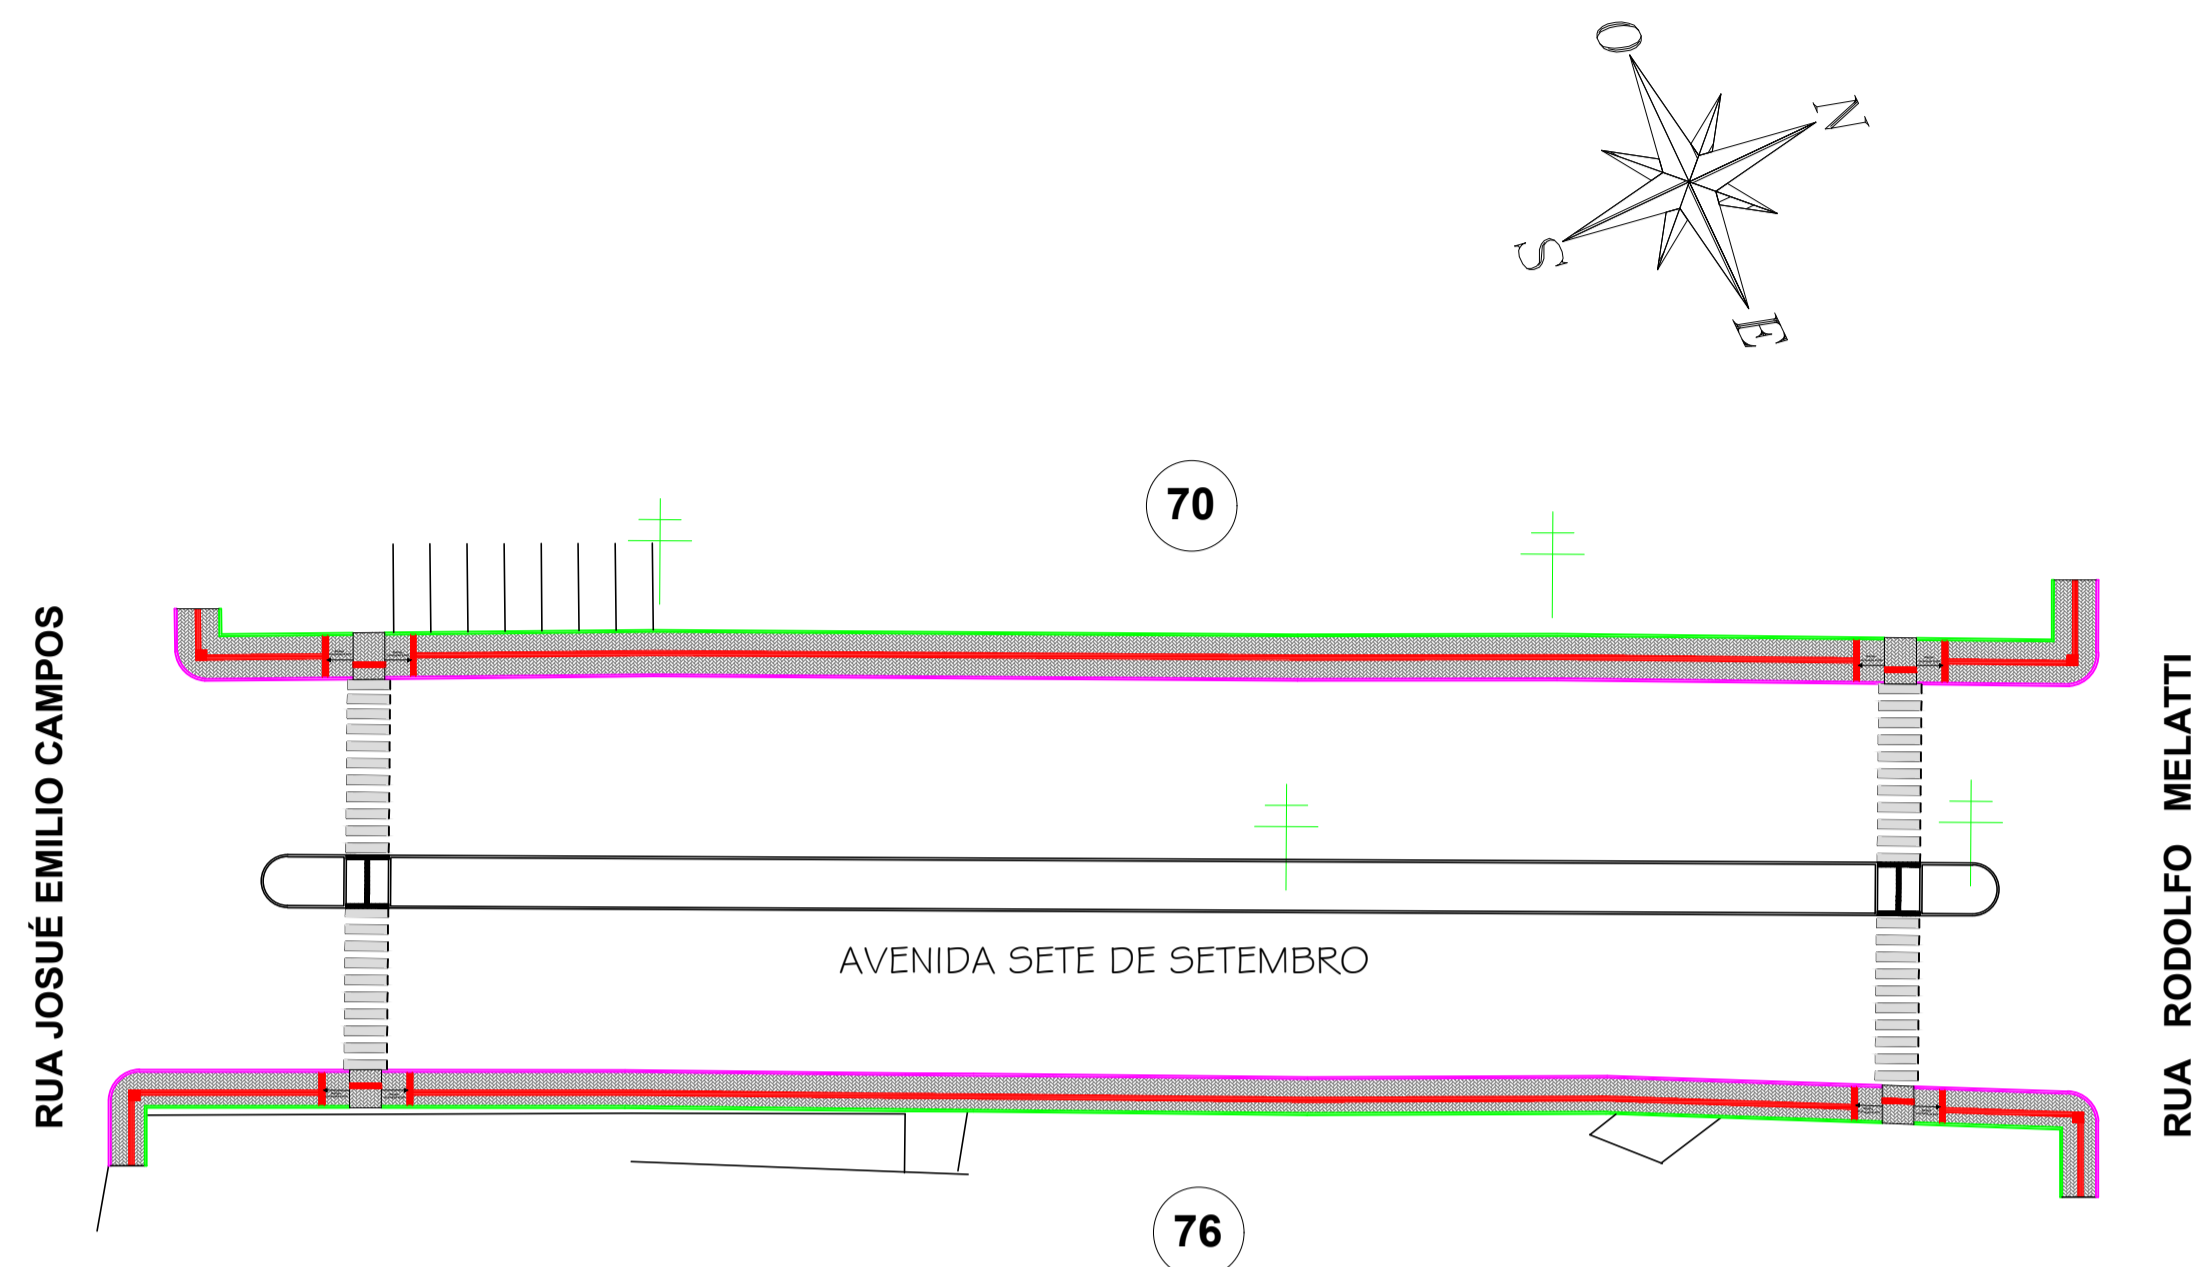 O
N
S
E
70
RUA JOSUÉ EMILIO CAMPOS
RUA RODOLFO MELATTI
AVENIDA SETE DE SETEMBRO
76